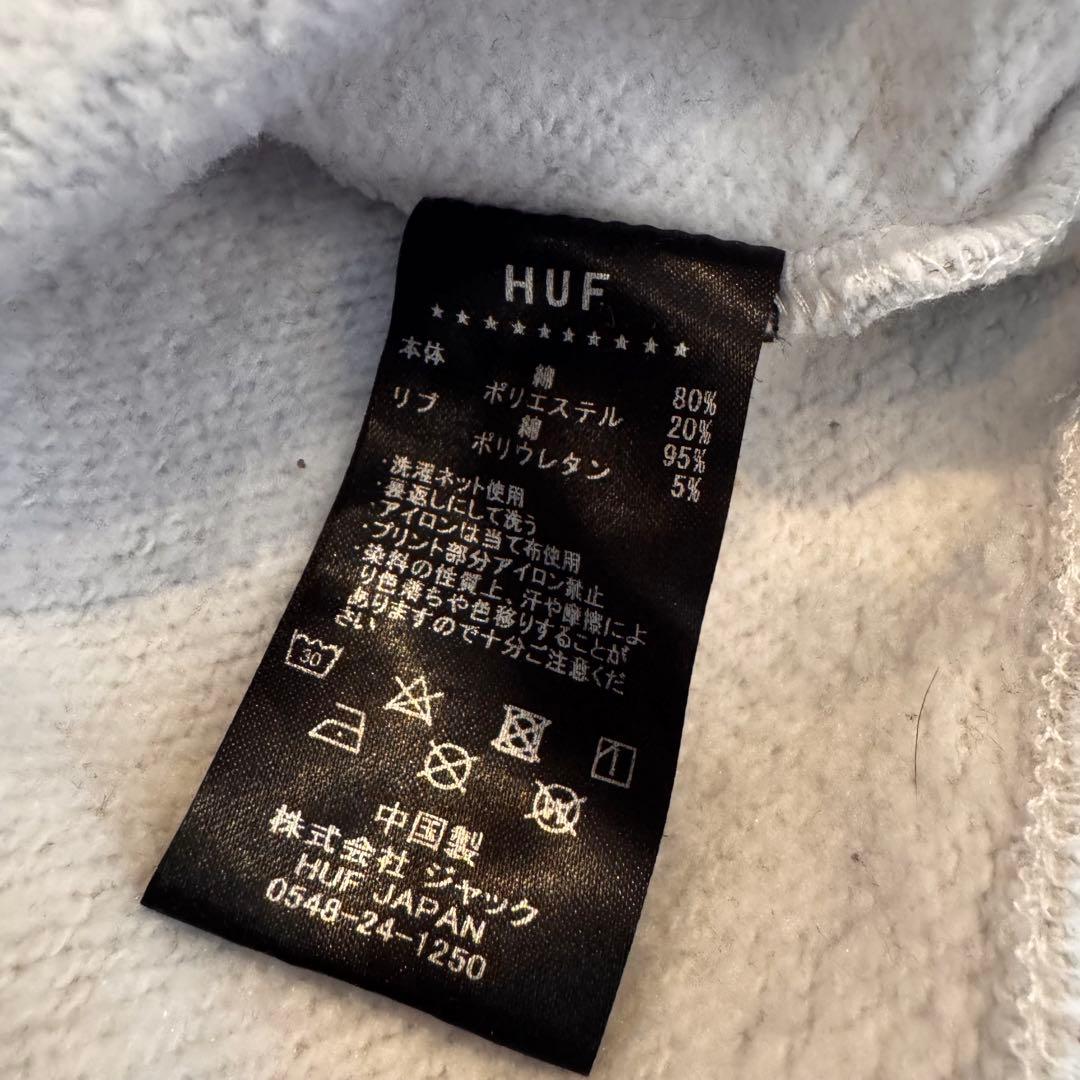 HUF
★★★★★★★★★★
本体 綿 80%
ポリエステル 20%
リブ 綿 95%
ポリウレタン 5%
・洗濯ネット使用
裏返しにして洗う
アイロンは当て布使用
・プリント部分アイロン禁止
・染料の性質上、汗や摩擦によ
り色落ちや色移りすることが
ありますので十分ご注意くだ
さい
30
W
中国製
株式会社 ジャック
HUF JAPAN
0548-24-1250